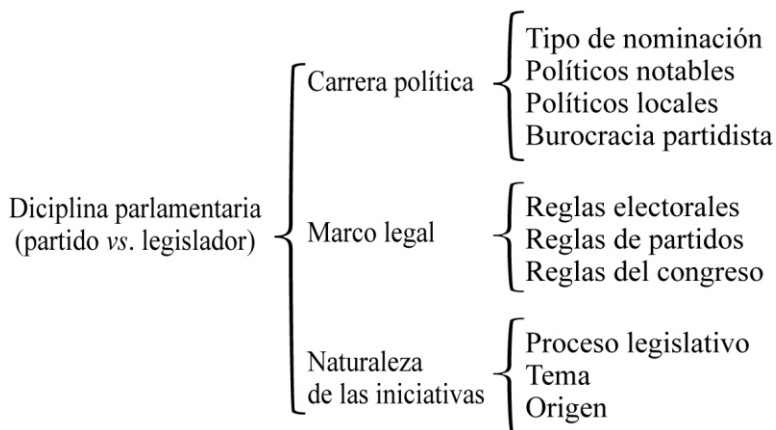 Diciplina parlamentaria
(partido vs. legislador)
Carrera política
Tipo de nominación
Políticos notables
Políticos locales
Burocracia partidista
Marco legal
Reglas electorales
Reglas de partidos
Reglas del congreso
Naturaleza
de las iniciativas
Proceso legislativo
Tema
Origen